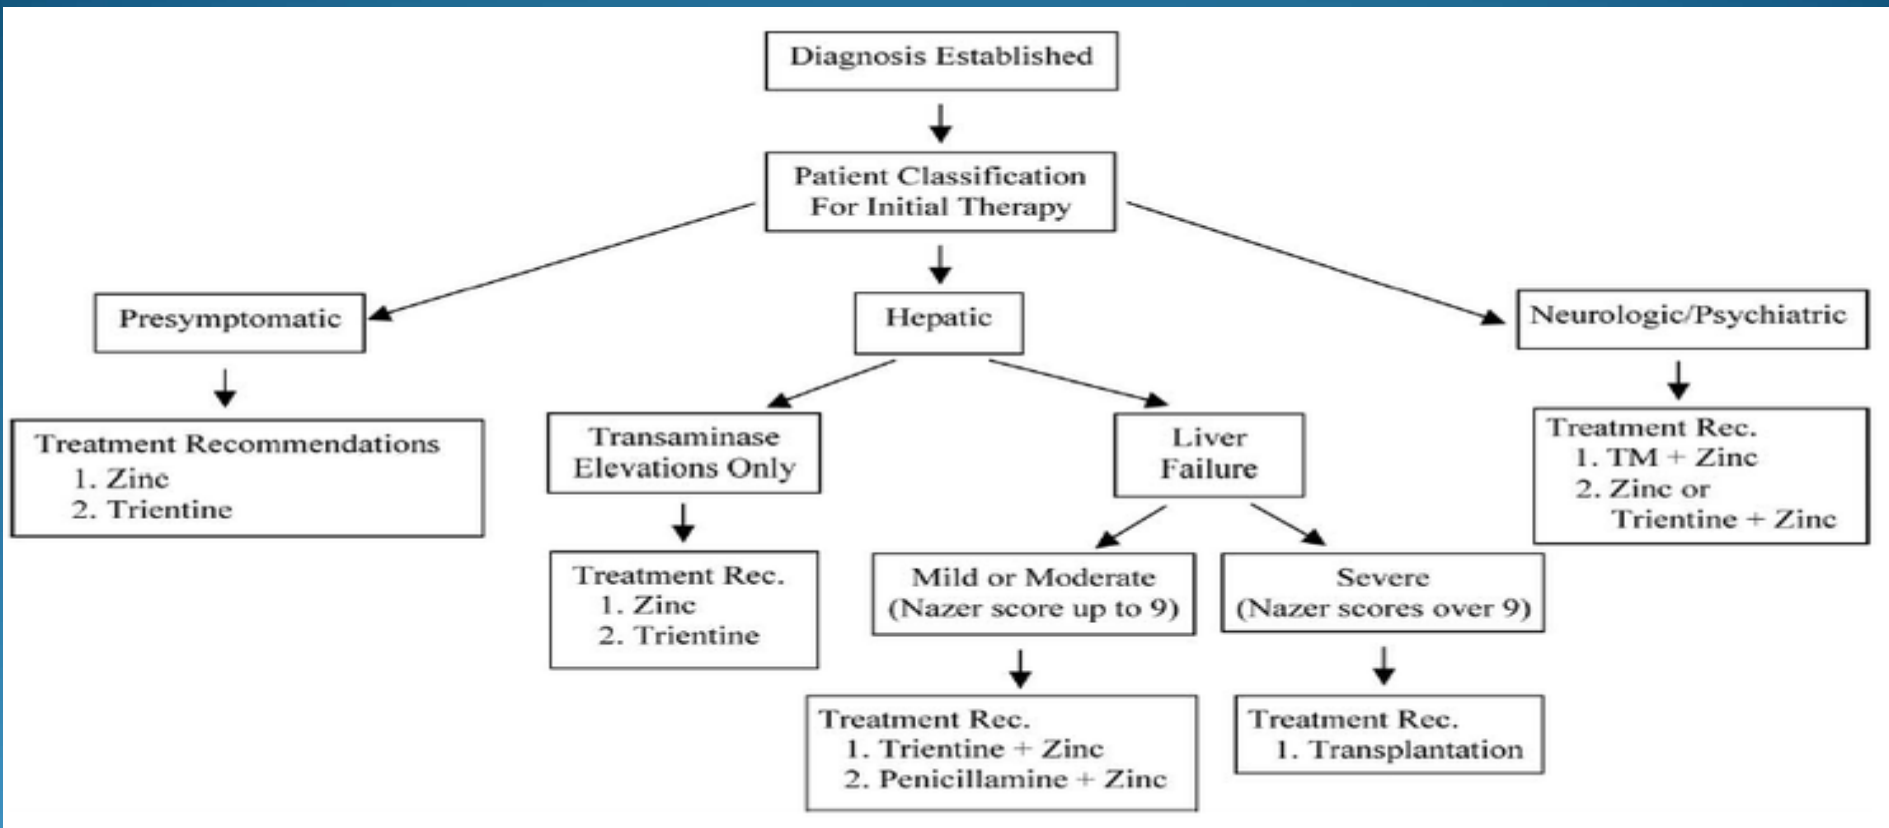 Diagnosis Established
Patient Classification
For Initial Therapy
Presymptomatic
Hepatic
Neurologic/Psychiatric
Treatment Recommendations
1. Zinc
2. Trientine
Transaminase
Elevations Only
Liver
Failure
Treatment Rec.
1. TM + Zinc
2. Zinc or
Trientine + Zinc
Treatment Rec.
1. Zinc
2. Trientine
Mild or Moderate
(Nazer score up to 9)
Severe
(Nazer scores over 9)
Treatment Rec.
1. Trientine + Zinc
2. Penicillamine + Zinc
Treatment Rec.
1. Transplantation